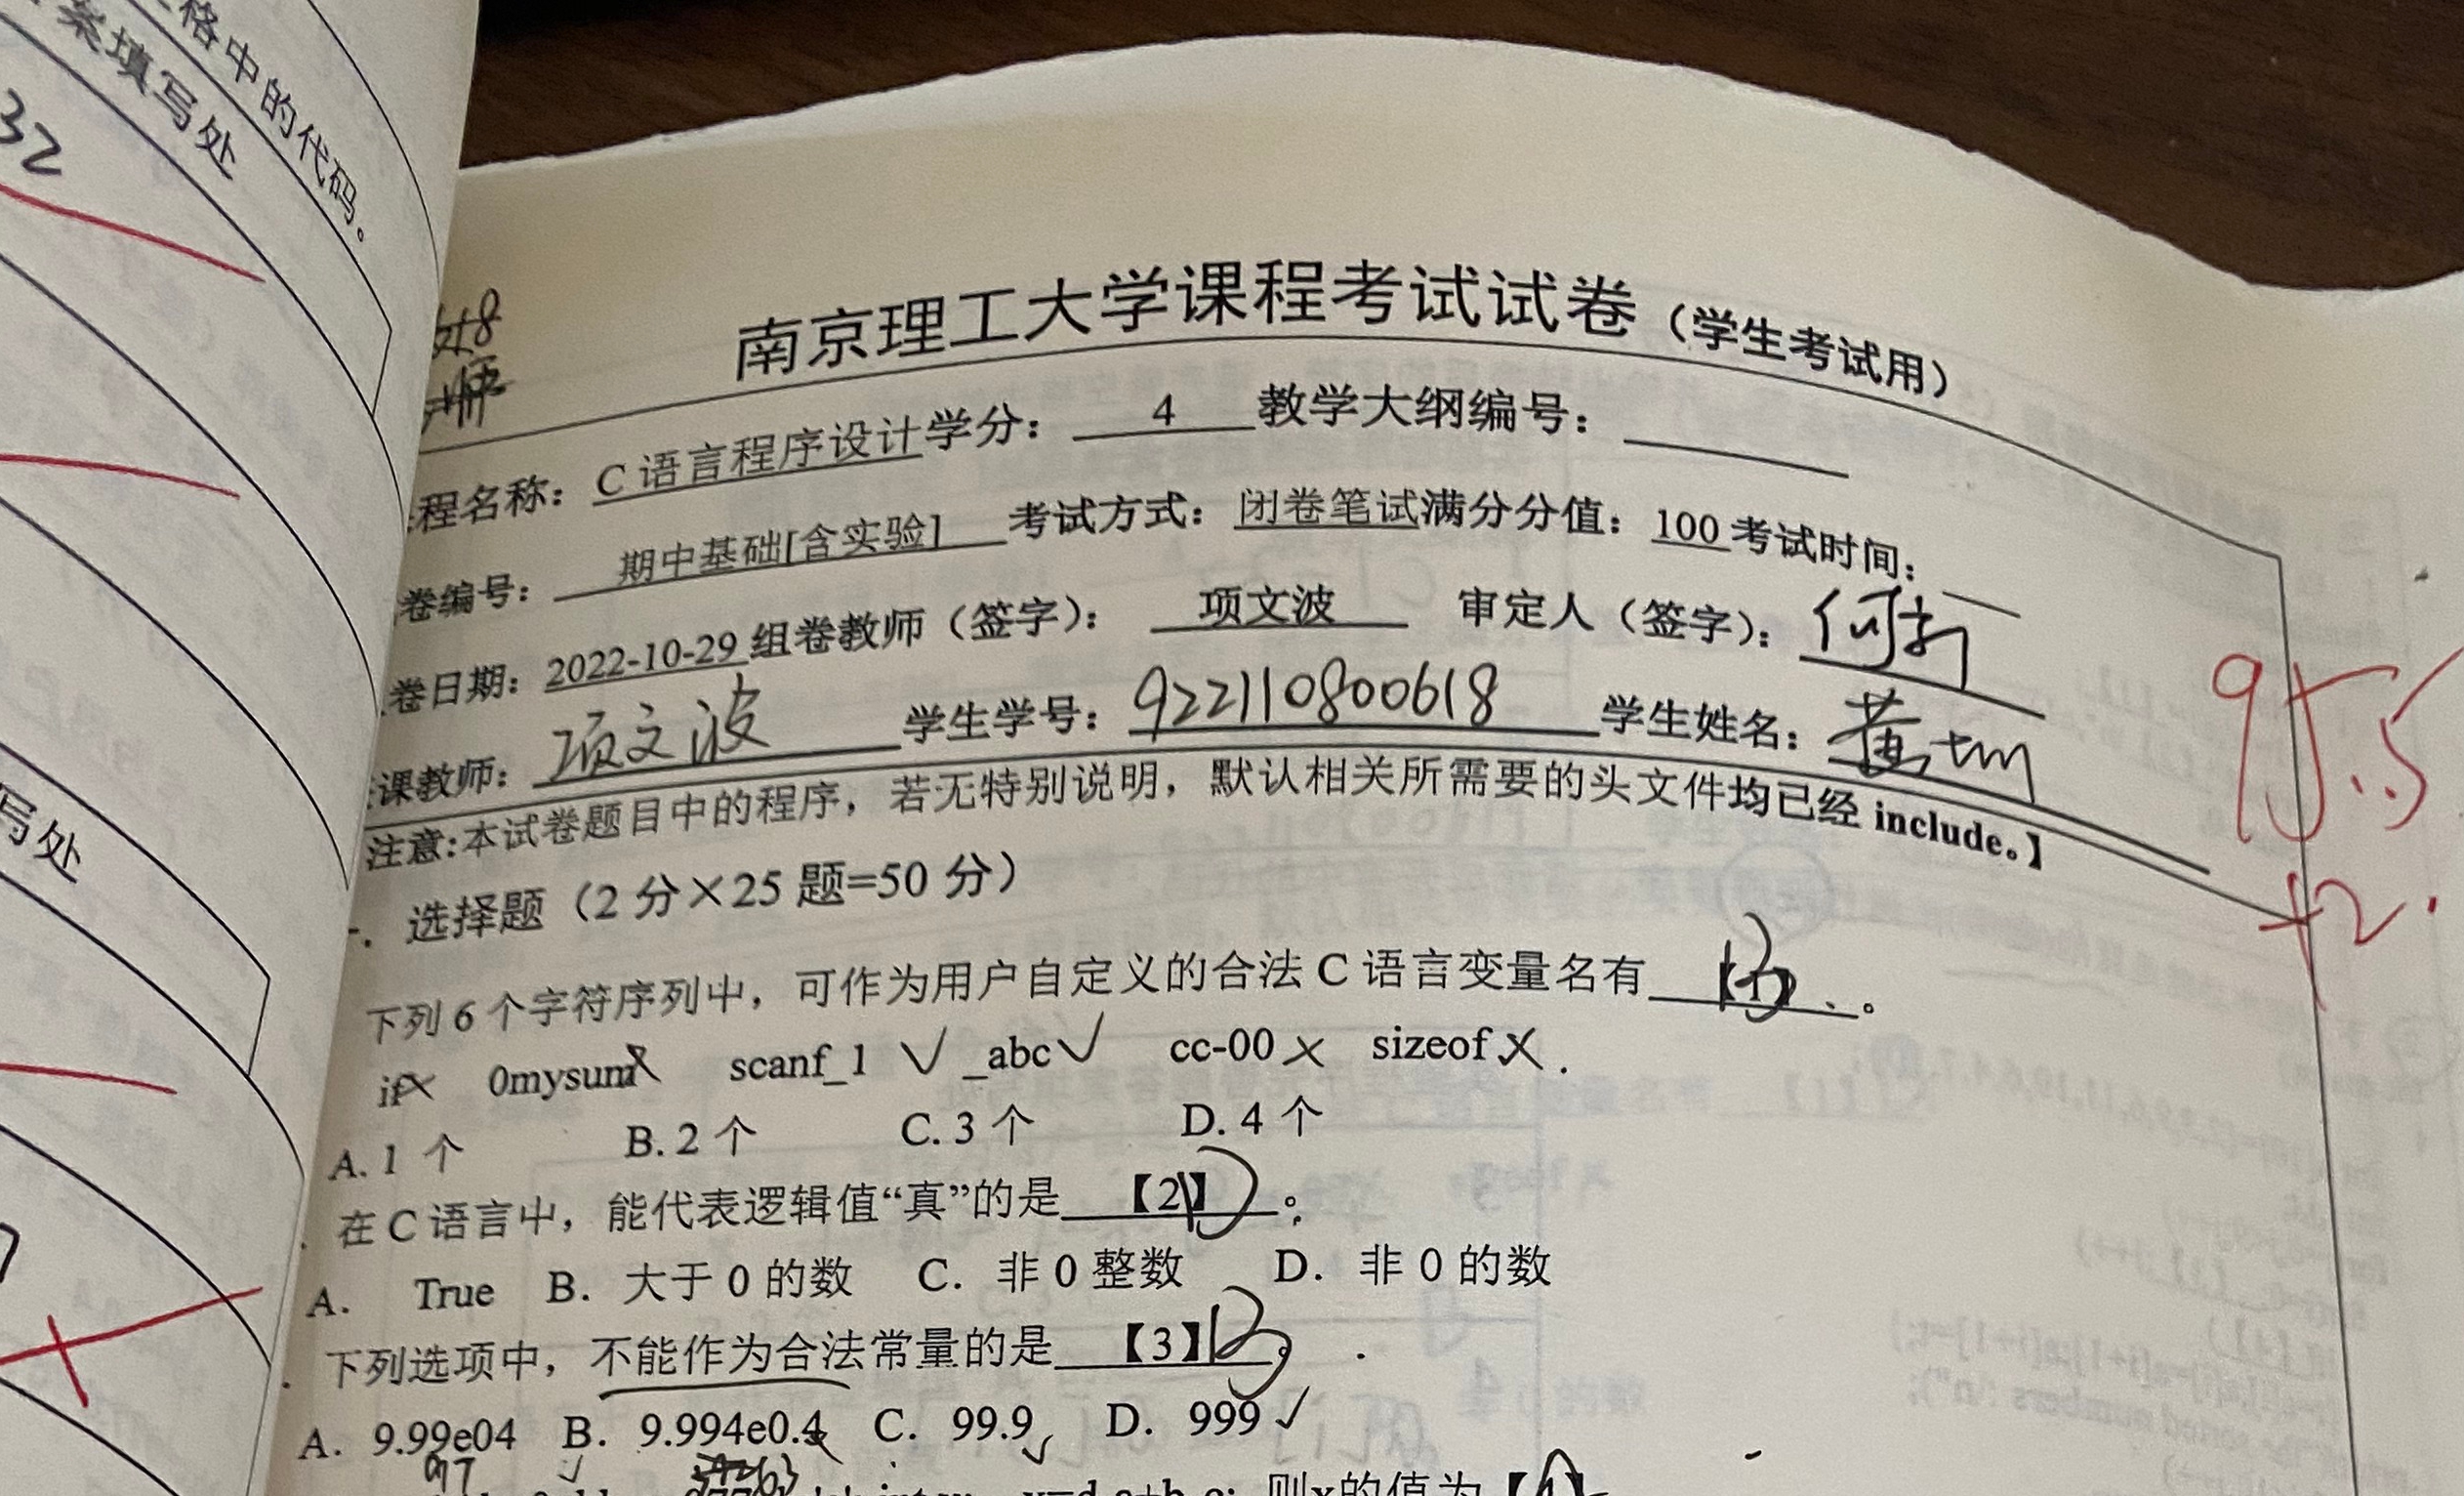 格中的代码。
案填写处
32
写处
南京理工大学课程考试试卷（学生考试用）
程名称： C 语言程序设计 学分： 4 教学大纲编号：
卷编号： 期中基础[含实验] 考试方式： 闭卷笔试 满分分值： 100 考试时间：
卷日期： 2022-10-29 组卷教师（签字）： 项文波 审定人（签字）： 何新
课教师： 项文波 学生学号： 922110800618 学生姓名： 黄
注意:本试卷题目中的程序，若无特别说明，默认相关所需要的头文件均已经 include。】
95.5
+2.
选择题（2 分×25 题=50 分）
下列 6 个字符序列中，可作为用户自定义的合法 C 语言变量名有 【1】 B 。
if × 0mysum × scanf_1 √ _abc √ cc-00 × sizeof × .
A. 1 个 B. 2 个 C. 3 个 D. 4 个
在 C 语言中，能代表逻辑值“真”的是 【2】 D 。
A. True B. 大于 0 的数 C. 非 0 整数 D. 非 0 的数
下列选项中，不能作为合法常量的是 【3】 B 。
A. 9.99e04 B. 9.994e0.4 × C. 99.9 √ D. 999 √
97
则x的值为【4】